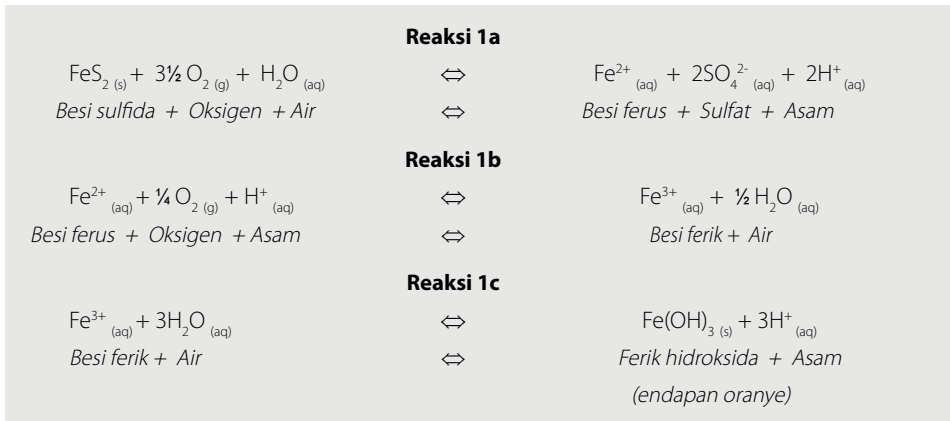 Reaksi 1a
FeS₂ (s) + 3½ O₂ (g) + H₂O (aq) ⇔ Fe²⁺ (aq) + 2SO₄²⁻ (aq) + 2H⁺ (aq)
Besi sulfida + Oksigen + Air ⇔ Besi ferus + Sulfat + Asam
Reaksi 1b
Fe²⁺ (aq) + ¼ O₂ (g) + H⁺ (aq) ⇔ Fe³⁺ (aq) + ½ H₂O (aq)
Besi ferus + Oksigen + Asam ⇔ Besi ferik + Air
Reaksi 1c
Fe³⁺ (aq) + 3H₂O (aq) ⇔ Fe(OH)₃ (s) + 3H⁺ (aq)
Besi ferik + Air ⇔ Ferik hidroksida + Asam
(endapan oranye)